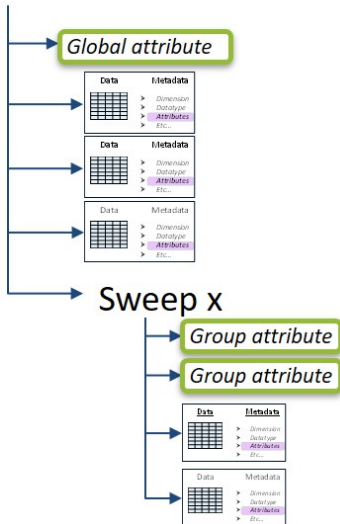 Global attribute
Data Metadata
➤ Dimension
➤ Datatype
➤ Attributes
➤ Etc...
Data Metadata
➤ Dimension
➤ Datatype
➤ Attributes
➤ Etc...
Data Metadata
➤ Dimension
➤ Datatype
➤ Attributes
➤ Etc...
Sweep x
Group attribute
Group attribute
Data Metadata
➤ Dimension
➤ Datatype
➤ Attributes
➤ Etc...
Data Metadata
➤ Dimension
➤ Datatype
➤ Attributes
➤ Etc...